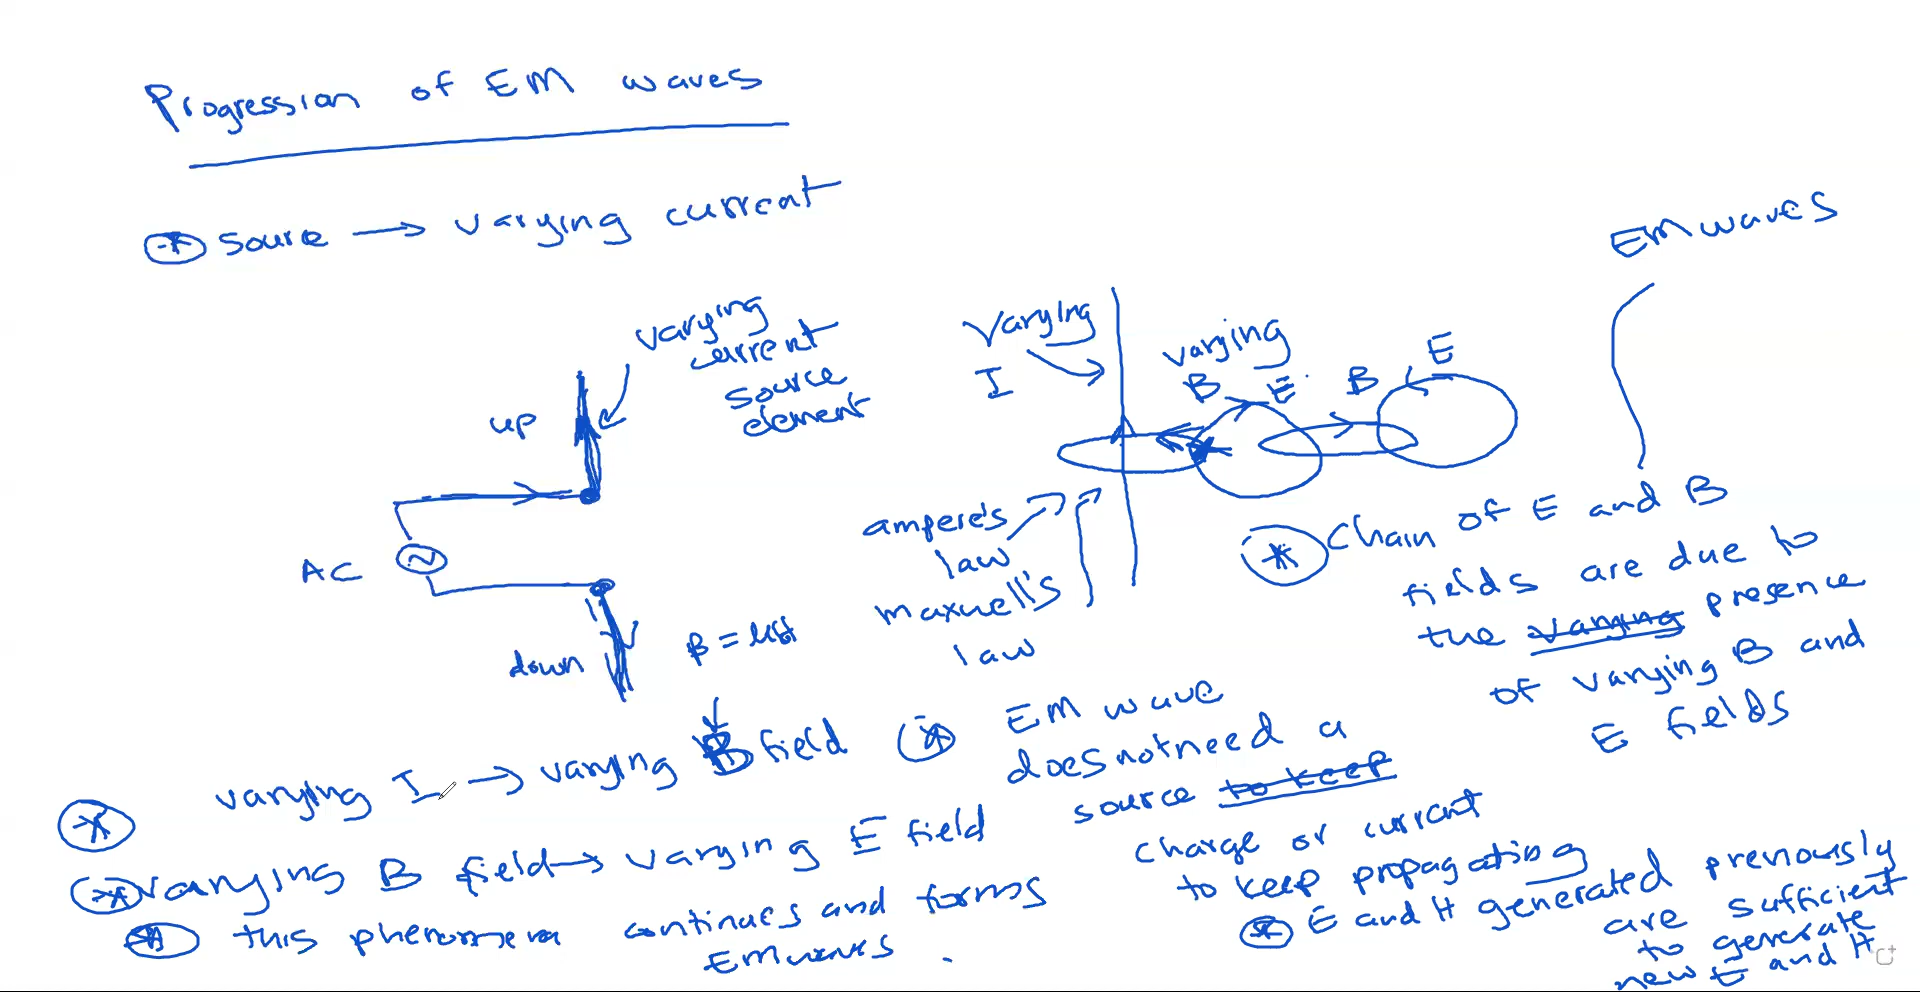 Progression of EM waves
* source → varying current
EM waves
varying
current
source
element
up
AC
down
Varying
I
varying
B E B E
ampere's
law
maxwell's
law
B = μH
* Chain of E and B
fields are due to
the varying presence
of varying B and
E fields
* varying I → varying B field
* varying B field → varying E field
* this phenomena continues and forms
EM waves.
* EM wave
does not need a
source to keep
charge or current
to keep propagating
* E and H generated previously
are sufficient
to generate
new E and H